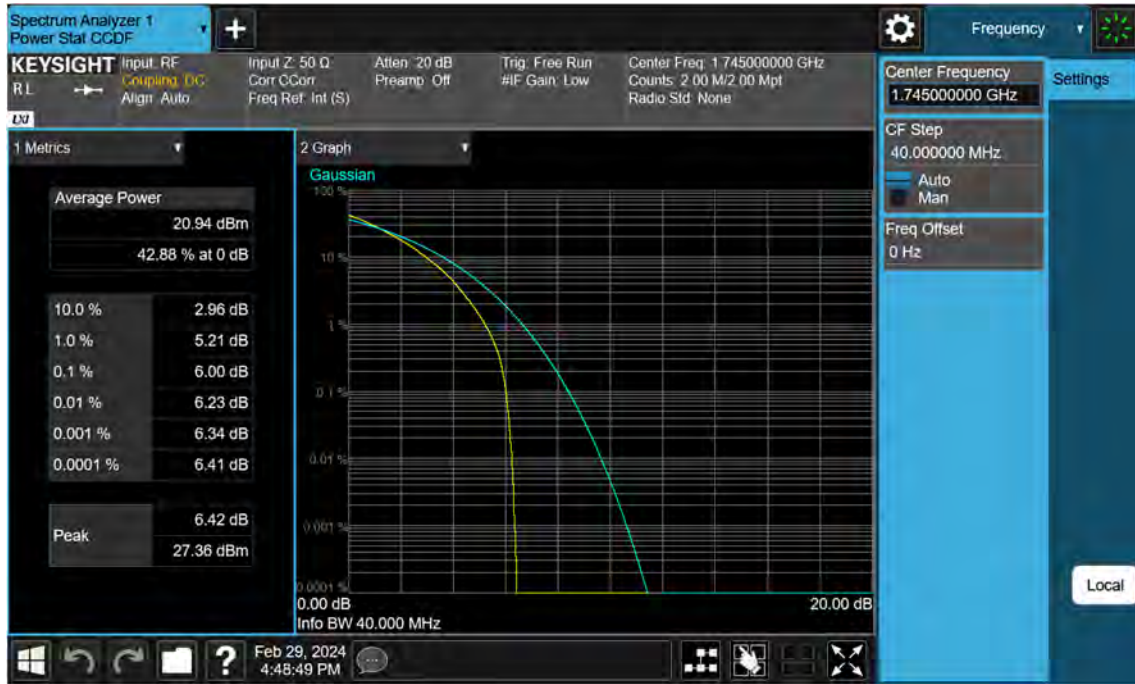 Spectrum Analyzer 1
Power Stat CCDF
Frequency
KEYSIGHT
RL
LXI
Input: RF
Coupling: DC
Align: Auto
Input Z: 50 Ω
Corr CCorr
Freq Ref: Int (S)
Atten: 20 dB
Preamp: Off
Trig: Free Run
#IF Gain: Low
Center Freq: 1.745000000 GHz
Counts: 2.00 M/2.00 Mpt
Radio Std: None
Center Frequency
1.745000000 GHz
Settings
CF Step
40.000000 MHz
Auto
Man
Freq Offset
0 Hz
Local
1 Metrics
Average Power
20.94 dBm
42.88 % at 0 dB
10.0 % 2.96 dB
1.0 % 5.21 dB
0.1 % 6.00 dB
0.01 % 6.23 dB
0.001 % 6.34 dB
0.0001 % 6.41 dB
Peak
6.42 dB
27.36 dBm
2 Graph
Gaussian
100 %
10 %
1 %
0.1 %
0.01 %
0.001 %
0.0001 %
0.00 dB
20.00 dB
Info BW 40.000 MHz
?
Feb 29, 2024
4:48:49 PM